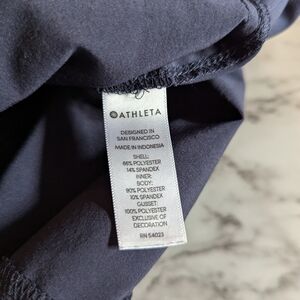 ATHLETA
DESIGNED IN
SAN FRANCISCO
MADE IN INDONESIA
SHELL:
86% POLYESTER
14% SPANDEX
INNER:
BODY:
90% POLYESTER
10% SPANDEX
GUSSET:
100% POLYESTER
EXCLUSIVE OF
DECORATION
RN 54023